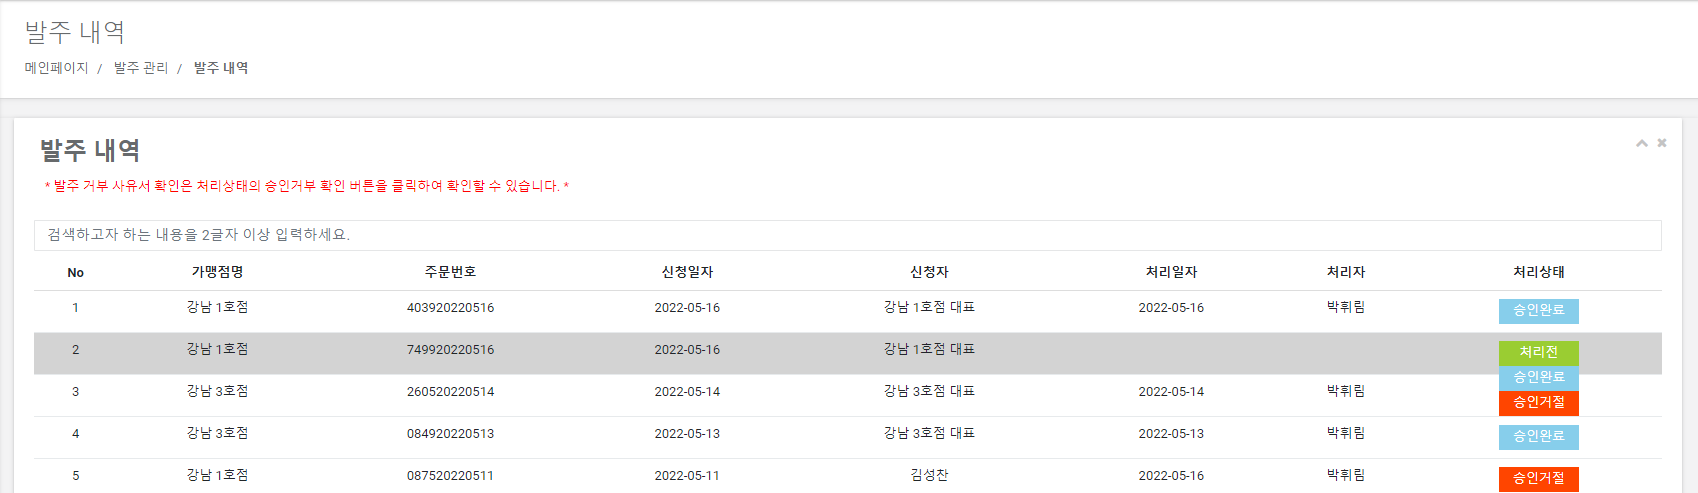 발주 내역
메인페이지 / 발주 관리 / 발주 내역
발주 내역
* 발주 거부 사유서 확인은 처리상태의 승인거부 확인 버튼을 클릭하여 확인할 수 있습니다. *
검색하고자 하는 내용을 2글자 이상 입력하세요.
No 가맹점명 주문번호 신청일자 신청자 처리일자 처리자 처리상태
1 강남 1호점 403920220516 2022-05-16 강남 1호점 대표 2022-05-16 박휘림 승인완료
2 강남 1호점 749920220516 2022-05-16 강남 1호점 대표 처리전
승인완료
3 강남 3호점 260520220514 2022-05-14 강남 3호점 대표 2022-05-14 박휘림
승인거절
4 강남 3호점 084920220513 2022-05-13 강남 3호점 대표 2022-05-13 박휘림 승인완료
5 강남 1호점 087520220511 2022-05-11 김성찬 2022-05-16 박휘림 승인거절